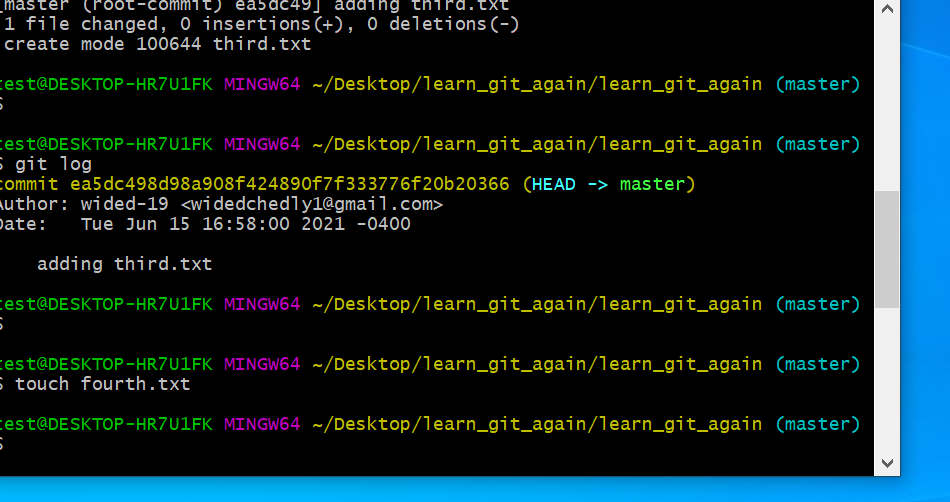 master (root-commit) ea5dc49] adding third.txt
1 file changed, 0 insertions(+), 0 deletions(-)
create mode 100644 third.txt
test@DESKTOP-HR7U1FK MINGW64 ~/Desktop/learn_git_again/learn_git_again (master)
$
test@DESKTOP-HR7U1FK MINGW64 ~/Desktop/learn_git_again/learn_git_again (master)
$ git log
commit ea5dc498d98a908f424890f7f333776f20b20366 (HEAD -> master)
Author: wided-19 <widedchedly1@gmail.com>
Date:   Tue Jun 15 16:58:00 2021 -0400
    adding third.txt
test@DESKTOP-HR7U1FK MINGW64 ~/Desktop/learn_git_again/learn_git_again (master)
$
test@DESKTOP-HR7U1FK MINGW64 ~/Desktop/learn_git_again/learn_git_again (master)
$ touch fourth.txt
test@DESKTOP-HR7U1FK MINGW64 ~/Desktop/learn_git_again/learn_git_again (master)
$